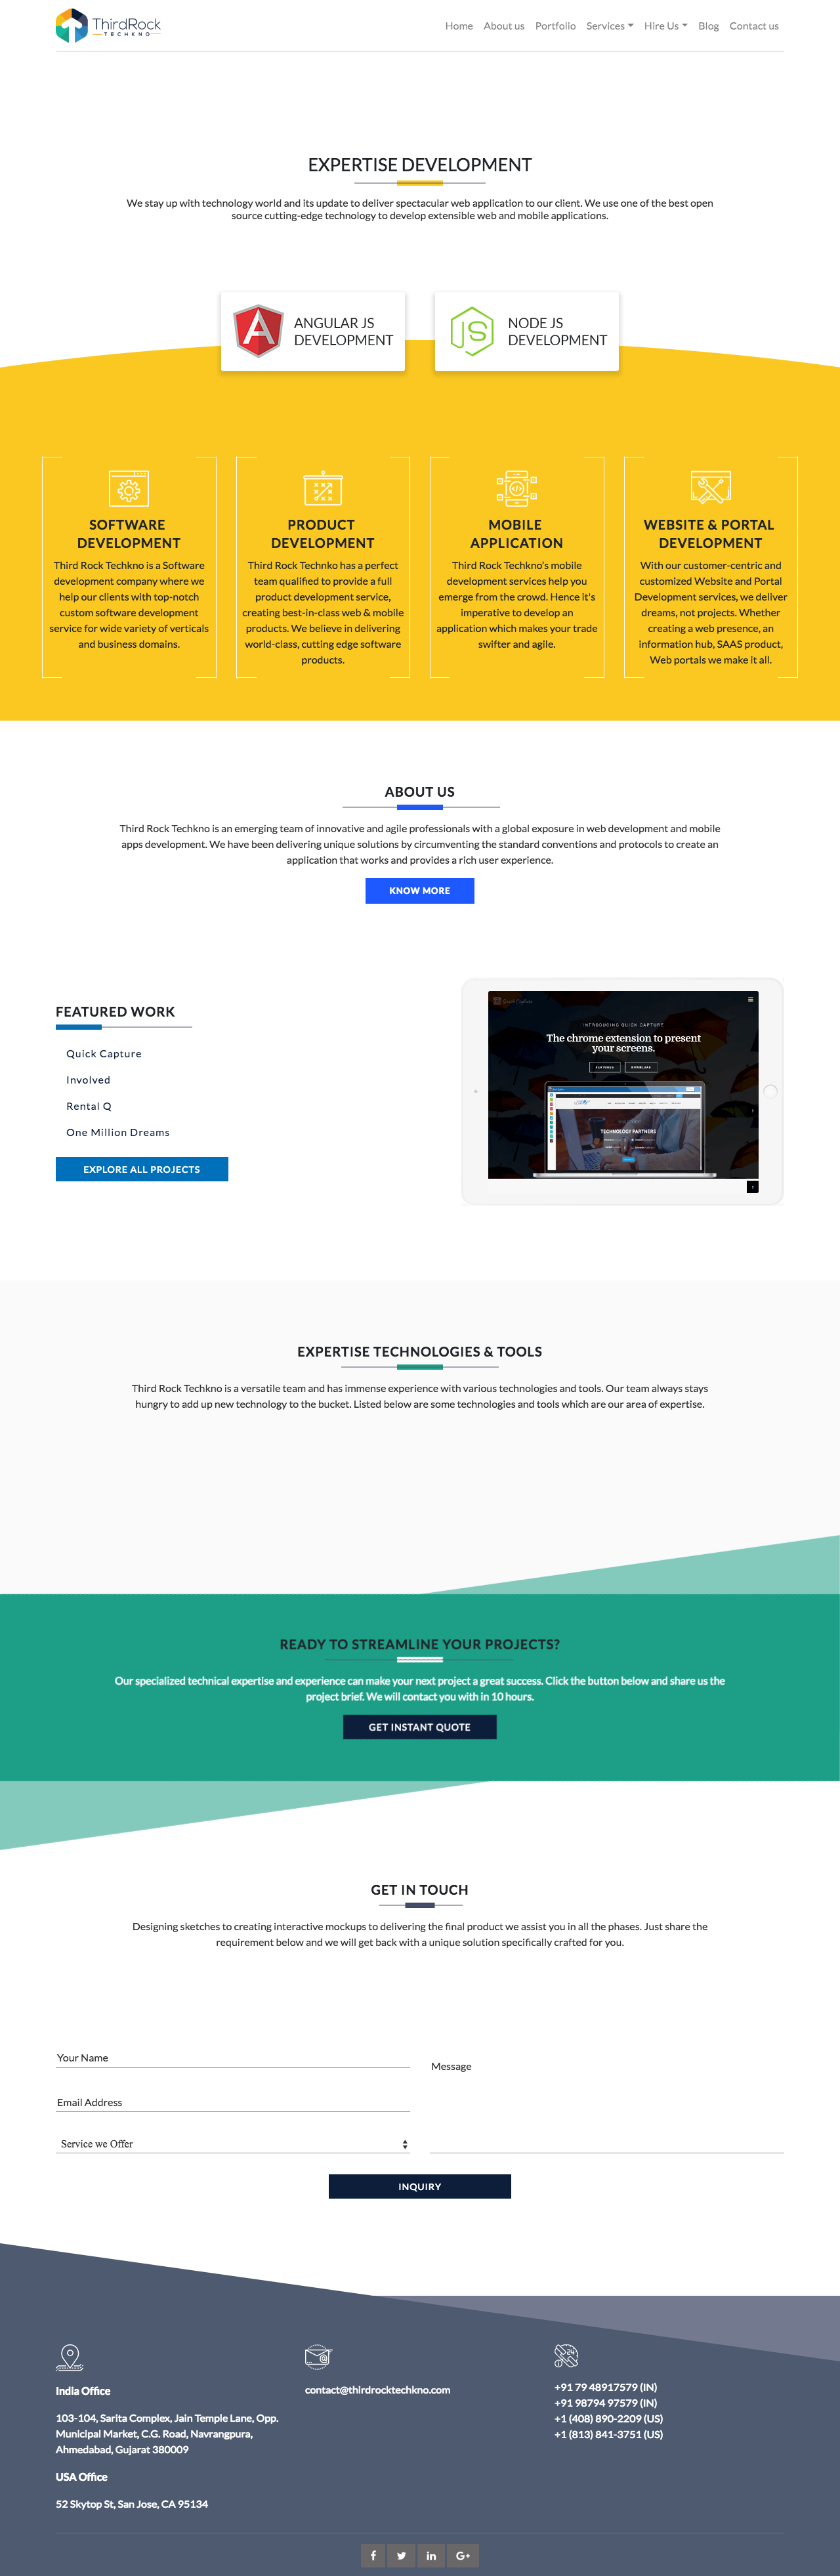 ThirdRock
TECHKNO
Home About us Portfolio Services Hire Us Blog Contact us
EXPERTISE DEVELOPMENT
We stay up with technology world and its update to deliver spectacular web application to our client. We use one of the best open
source cutting-edge technology to develop extensible web and mobile applications.
ANGULAR JS
DEVELOPMENT
NODE JS
DEVELOPMENT
SOFTWARE
DEVELOPMENT
Third Rock Techkno is a Software
development company where we
help our clients with top-notch
custom software development
service for wide variety of verticals
and business domains.
PRODUCT
DEVELOPMENT
Third Rock Technko has a perfect
team qualified to provide a full
product development service,
creating best-in-class web & mobile
products. We believe in delivering
world-class, cutting edge software
products.
MOBILE
APPLICATION
Third Rock Techkno's mobile
development services help you
emerge from the crowd. Hence it's
imperative to develop an
application which makes your trade
swifter and agile.
WEBSITE & PORTAL
DEVELOPMENT
With our customer-centric and
customized Website and Portal
Development services, we deliver
dreams, not projects. Whether
creating a web presence, an
information hub, SAAS product,
Web portals we make it all.
ABOUT US
Third Rock Techkno is an emerging team of innovative and agile professionals with a global exposure in web development and mobile
apps development. We have been delivering unique solutions by circumventing the standard conventions and protocols to create an
application that works and provides a rich user experience.
KNOW MORE
FEATURED WORK
Quick Capture
Involved
Rental Q
One Million Dreams
EXPLORE ALL PROJECTS
Quick Capture
INTRODUCING QUICK CAPTURE
The chrome extension to present
your screens.
DOWNLOAD
TECHNOLOGY PARTNERS
EXPERTISE TECHNOLOGIES & TOOLS
Third Rock Techkno is a versatile team and has immense experience with various technologies and tools. Our team always stays
hungry to add up new technology to the bucket. Listed below are some technologies and tools which are our area of expertise.
READY TO STREAMLINE YOUR PROJECTS?
Our specialized technical expertise and experience can make your next project a great success. Click the button below and share us the
project brief. We will contact you with in 10 hours.
GET INSTANT QUOTE
GET IN TOUCH
Designing sketches to creating interactive mockups to delivering the final product we assist you in all the phases. Just share the
requirement below and we will get back with a unique solution specifically crafted for you.
Your Name
Message
Email Address
Service we Offer
INQUIRY
India Office
103-104, Sarita Complex, Jain Temple Lane, Opp.
Municipal Market, C.G. Road, Navrangpura,
Ahmedabad, Gujarat 380009
USA Office
52 Skytop St, San Jose, CA 95134
contact@thirdrocktechkno.com
24
+91 79 48917579 (IN)
+91 98794 97579 (IN)
+1 (408) 890-2209 (US)
+1 (813) 841-3751 (US)